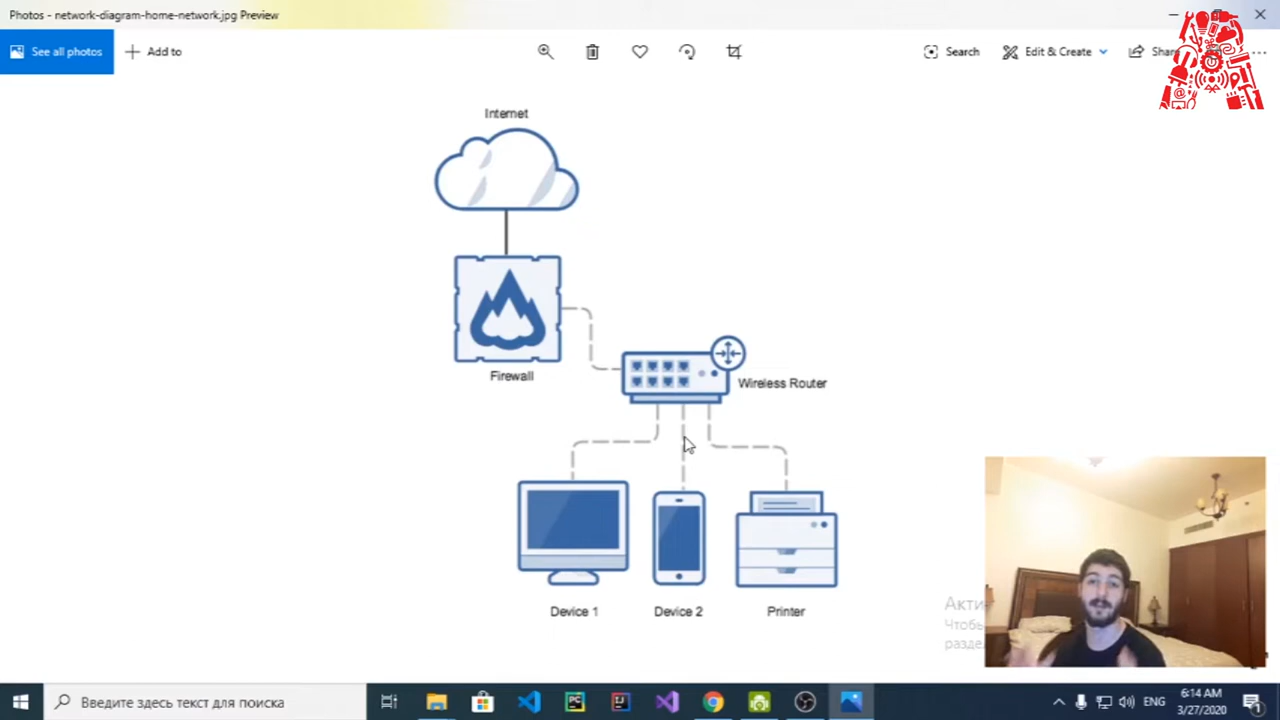 Photos - network-diagram-home-network.jpg Preview
See all photos
Add to
Search
Edit & Create
Internet
Firewall
Wireless Router
Device 1
Device 2
Printer
Введите здесь текст для поиска
ENG
6:14 AM
3/27/2020